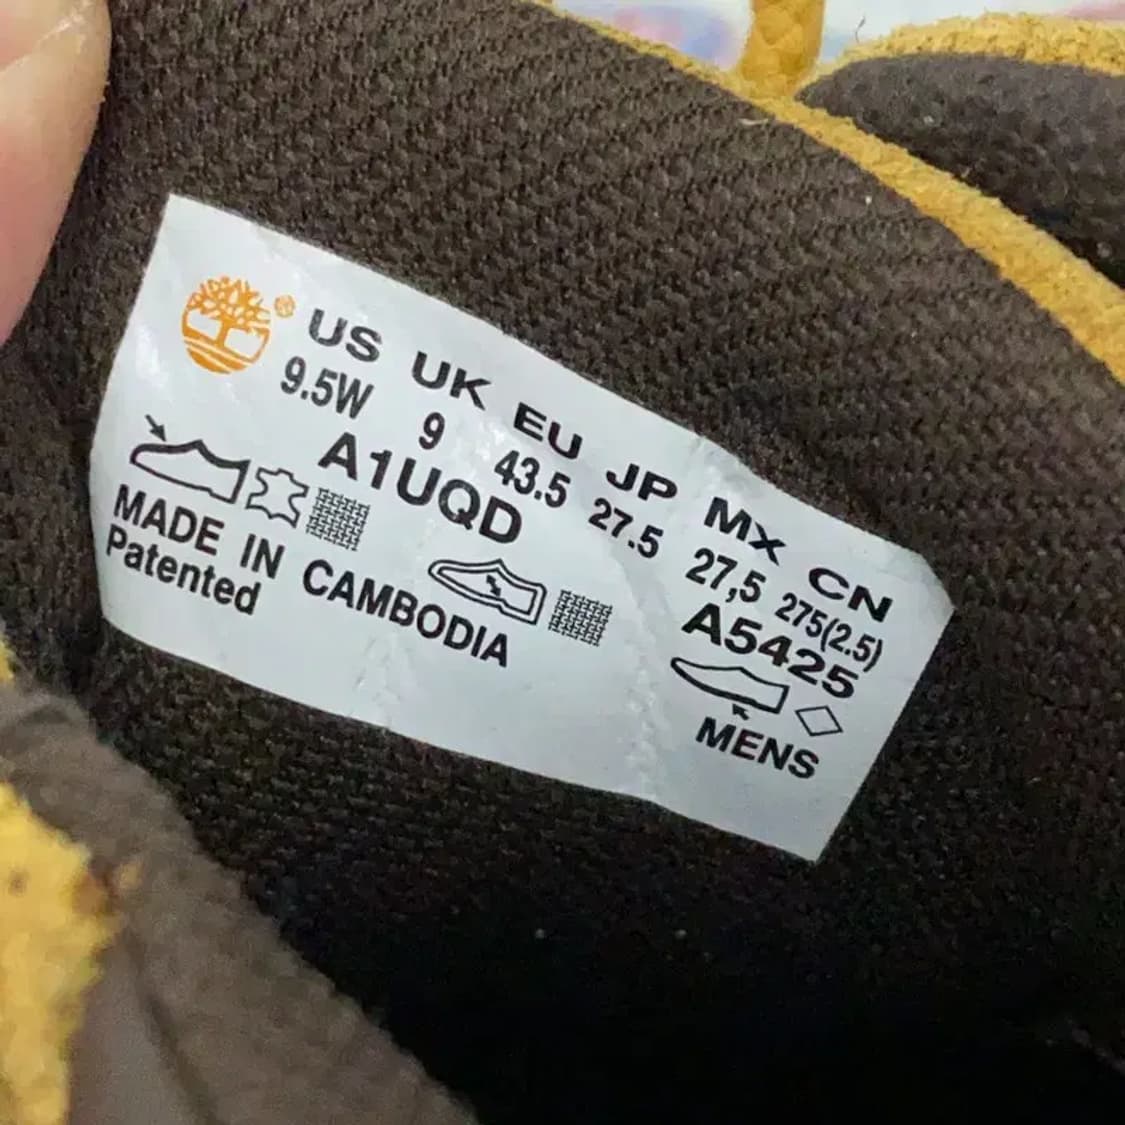 ® US UK EU JP MX CN
9.5W 9 43.5 27.5 27,5 275(2.5)
A1UQD A5425
MADE IN CAMBODIA MENS
Patented